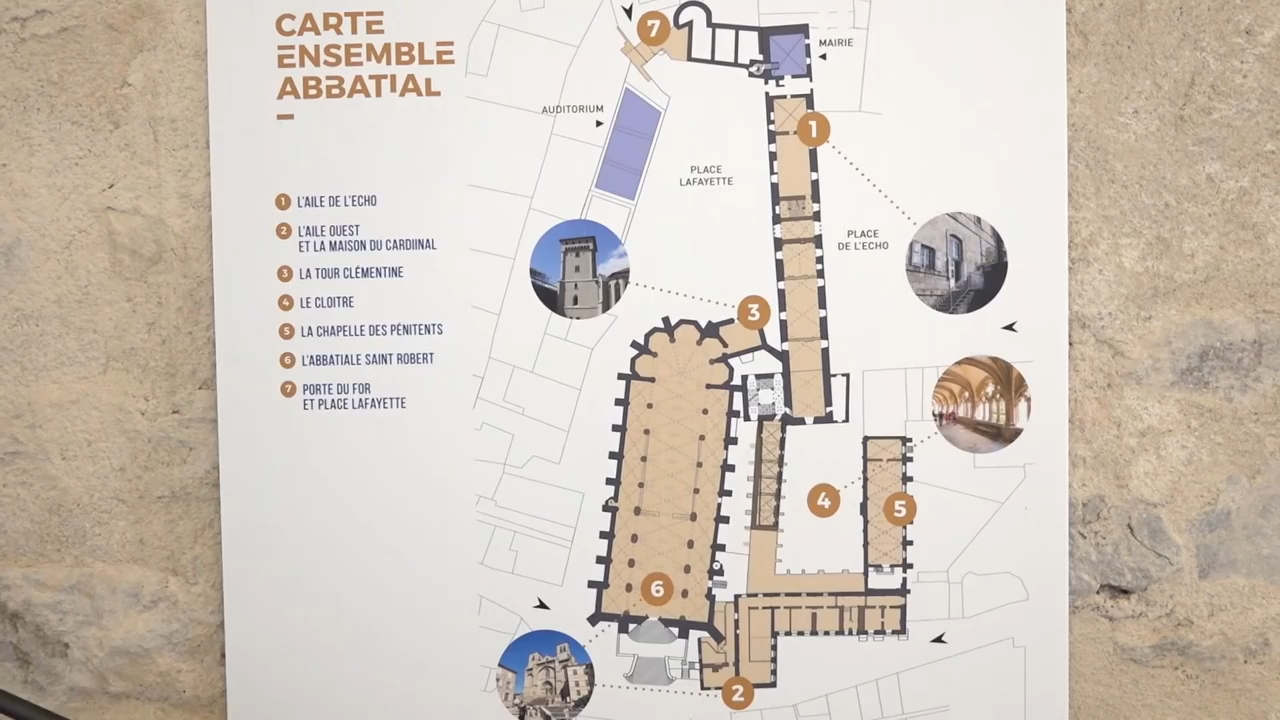 CARTE
ENSEMBLE
ABBATIAL
1 L'AILE DE L'ECHO
2 L'AILE OUEST
ET LA MAISON DU CARDIINAL
3 LA TOUR CLÉMENTINE
4 LE CLOITRE
5 LA CHAPELLE DES PÉNITENTS
6 L'ABBATIALE SAINT ROBERT
7 PORTE DU FOR
ET PLACE LAFAYETTE
7
MAIRIE
AUDITORIUM
1
PLACE
LAFAYETTE
PLACE
DE L'ECHO
3
4
5
6
2